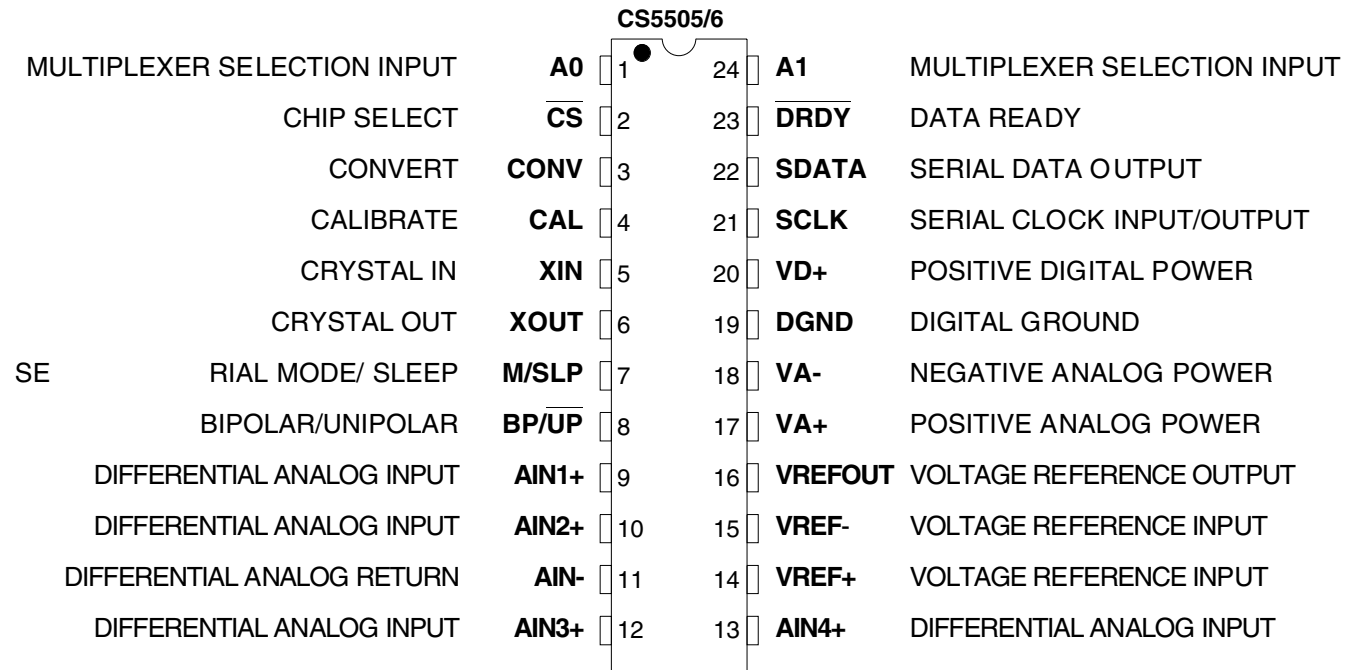 CS5505/6
MULTIPLEXER SELECTION INPUT A0 1 24 A1 MULTIPLEXER SELECTION INPUT
CHIP SELECT C̅S̅ 2 23 D̅R̅D̅Y̅ DATA READY
CONVERT CONV 3 22 SDATA SERIAL DATA OUTPUT
CALIBRATE CAL 4 21 SCLK SERIAL CLOCK INPUT/OUTPUT
CRYSTAL IN XIN 5 20 VD+ POSITIVE DIGITAL POWER
CRYSTAL OUT XOUT 6 19 DGND DIGITAL GROUND
SE RIAL MODE/ SLEEP M/SLP 7 18 VA- NEGATIVE ANALOG POWER
BIPOLAR/UNIPOLAR BP/U̅P̅ 8 17 VA+ POSITIVE ANALOG POWER
DIFFERENTIAL ANALOG INPUT AIN1+ 9 16 VREFOUT VOLTAGE REFERENCE OUTPUT
DIFFERENTIAL ANALOG INPUT AIN2+ 10 15 VREF- VOLTAGE REFERENCE INPUT
DIFFERENTIAL ANALOG RETURN AIN- 11 14 VREF+ VOLTAGE REFERENCE INPUT
DIFFERENTIAL ANALOG INPUT AIN3+ 12 13 AIN4+ DIFFERENTIAL ANALOG INPUT